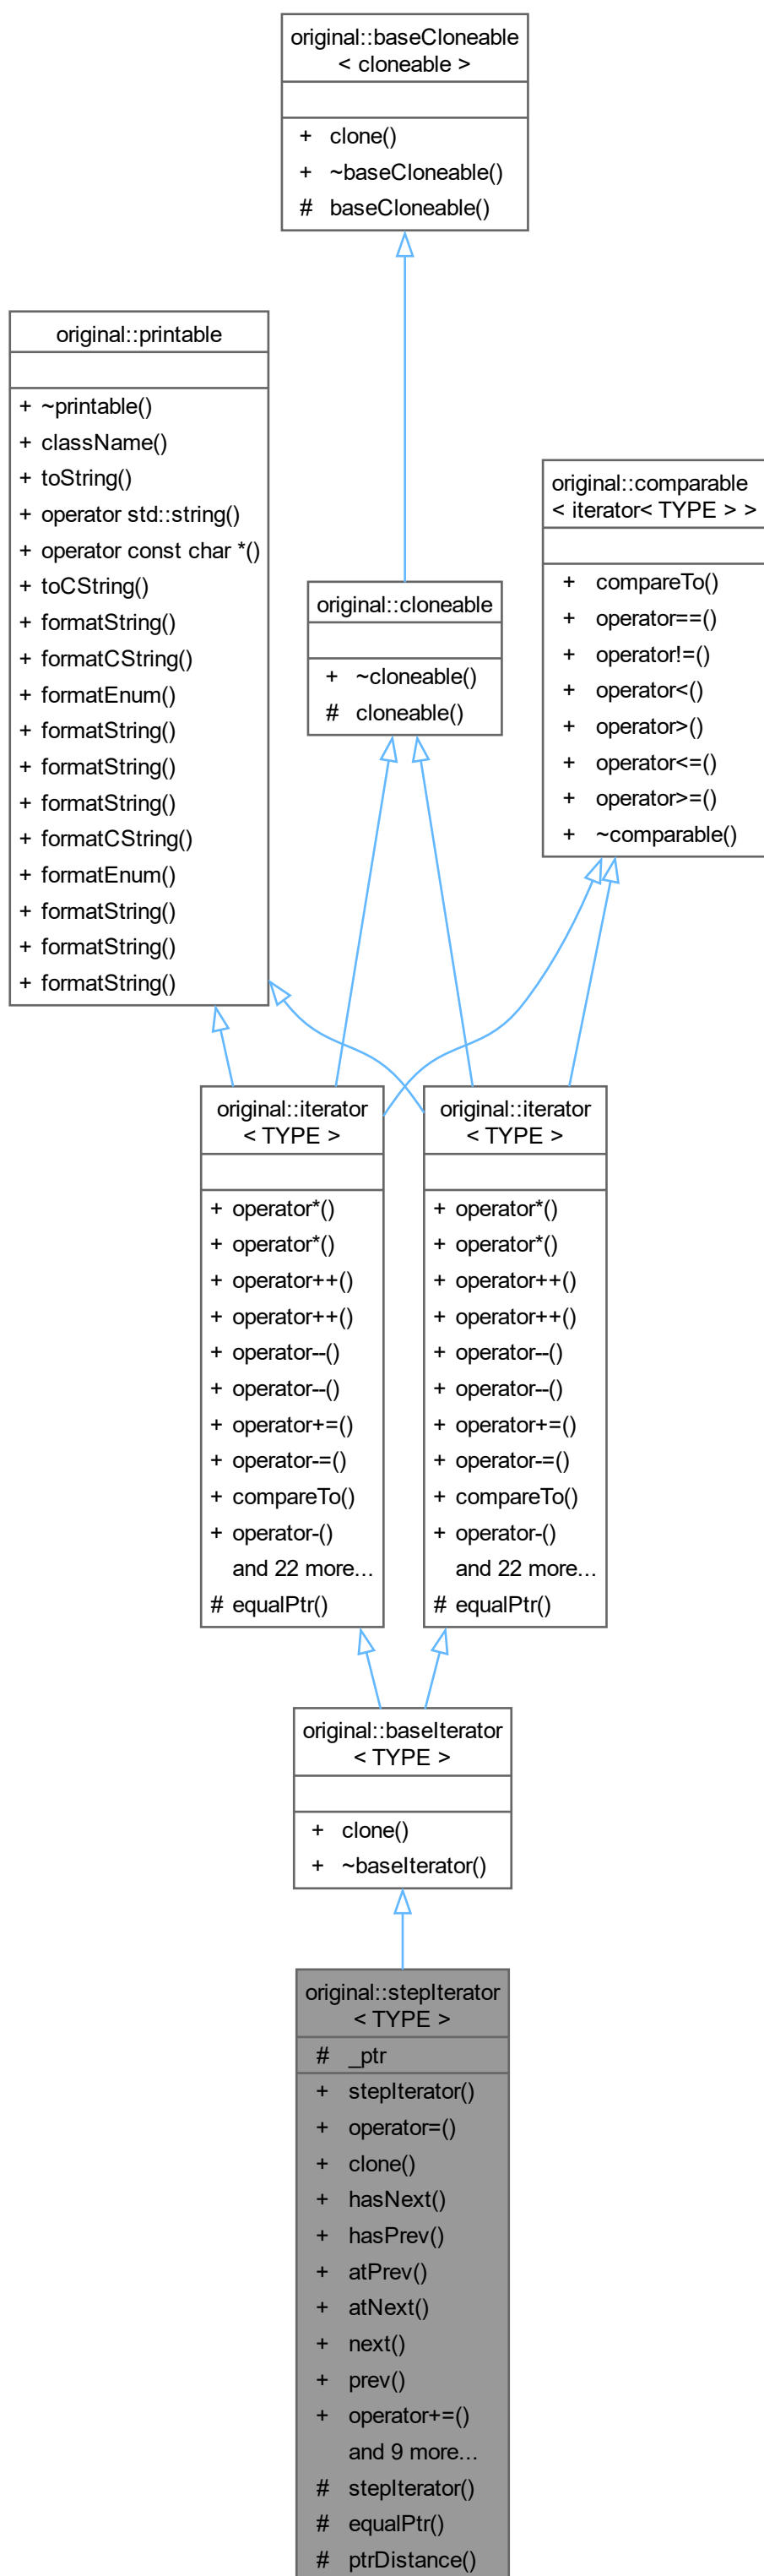 original::baseCloneable
< cloneable >
+ clone()
+ ~baseCloneable()
# baseCloneable()
original::printable
+ ~printable()
+ className()
+ toString()
+ operator std::string()
+ operator const char *()
+ toCString()
+ formatString()
+ formatCString()
+ formatEnum()
+ formatString()
+ formatString()
+ formatString()
+ formatCString()
+ formatEnum()
+ formatString()
+ formatString()
+ formatString()
original::comparable
< iterator< TYPE > >
+ compareTo()
+ operator==()
+ operator!=()
+ operator<()
+ operator>()
+ operator<=()
+ operator>=()
+ ~comparable()
original::cloneable
+ ~cloneable()
# cloneable()
original::iterator
< TYPE >
+ operator*()
+ operator*()
+ operator++()
+ operator++()
+ operator--()
+ operator--()
+ operator+=()
+ operator-=()
+ compareTo()
+ operator-()
and 22 more...
# equalPtr()
original::iterator
< TYPE >
+ operator*()
+ operator*()
+ operator++()
+ operator++()
+ operator--()
+ operator--()
+ operator+=()
+ operator-=()
+ compareTo()
+ operator-()
and 22 more...
# equalPtr()
original::baseIterator
< TYPE >
+ clone()
+ ~baseIterator()
original::stepIterator
< TYPE >
# _ptr
+ stepIterator()
+ operator=()
+ clone()
+ hasNext()
+ hasPrev()
+ atPrev()
+ atNext()
+ next()
+ prev()
+ operator+=()
and 9 more...
# stepIterator()
# equalPtr()
# ptrDistance()